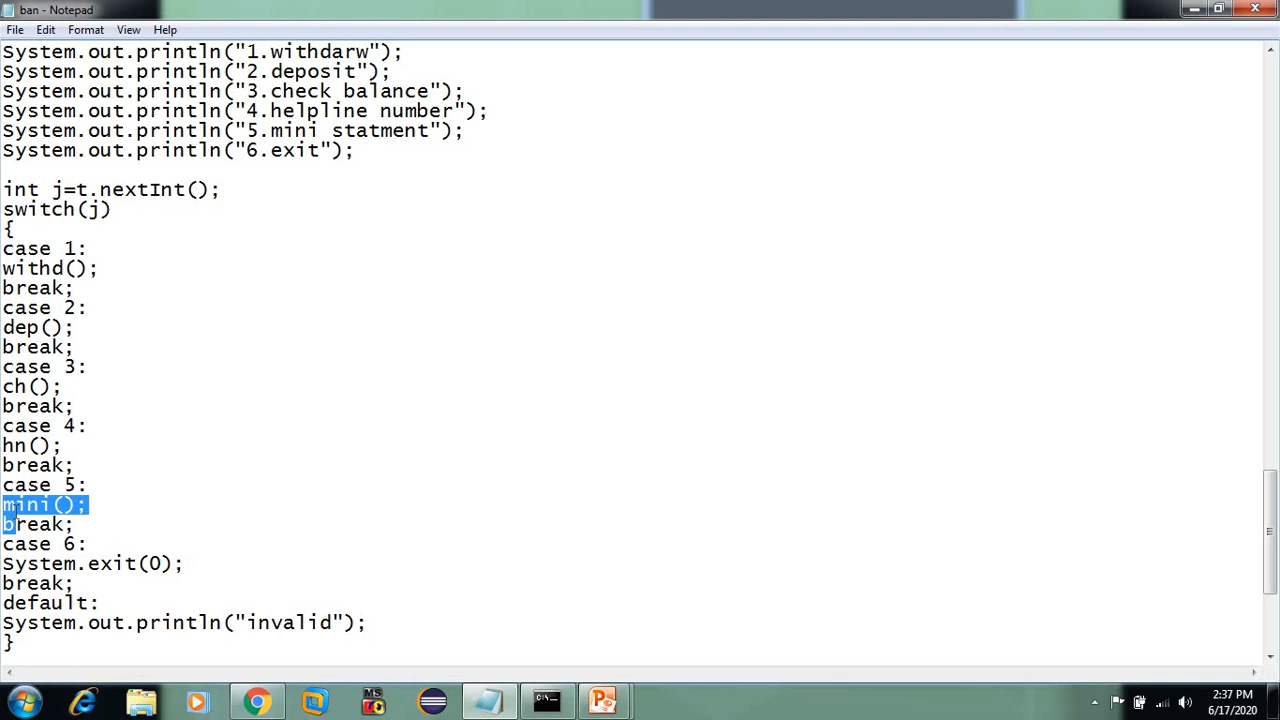 ban - Notepad
File Edit Format View Help
System.out.println("1.withdarw");
System.out.println("2.deposit");
System.out.println("3.check balance");
System.out.println("4.helpline number");
System.out.println("5.mini statment");
System.out.println("6.exit");
int j=t.nextInt();
switch(j)
{
case 1:
withd();
break;
case 2:
dep();
break;
case 3:
ch();
break;
case 4:
hn();
break;
case 5:
mini();
break;
case 6:
System.exit(0);
break;
default:
System.out.println("invalid");
}
MS
C:\_
2:37 PM
6/17/2020